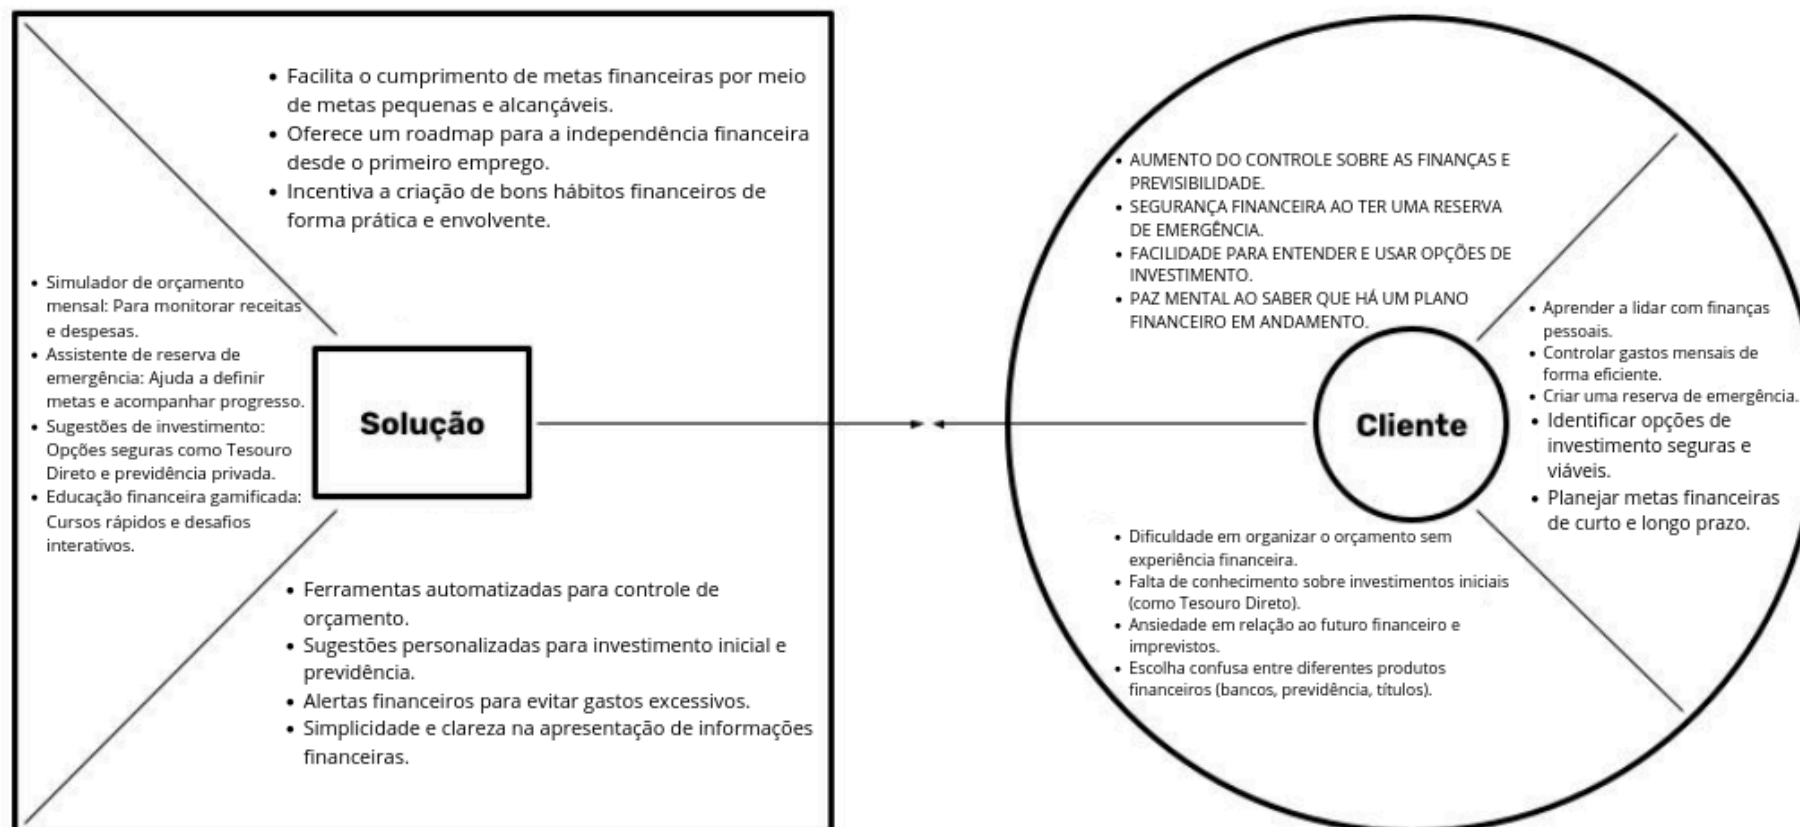 • Facilita o cumprimento de metas financeiras por meio
de metas pequenas e alcançáveis.
• Oferece um roadmap para a independência financeira
desde o primeiro emprego.
• Incentiva a criação de bons hábitos financeiros de
forma prática e envolvente.
• Simulador de orçamento
mensal: Para monitorar receitas
e despesas.
• Assistente de reserva de
emergência: Ajuda a definir
metas e acompanhar progresso.
• Sugestões de investimento:
Opções seguras como Tesouro
Direto e previdência privada.
• Educação financeira gamificada:
Cursos rápidos e desafios
interativos.
Solução
• Ferramentas automatizadas para controle de
orçamento.
• Sugestões personalizadas para investimento inicial e
previdência.
• Alertas financeiros para evitar gastos excessivos.
• Simplicidade e clareza na apresentação de informações
financeiras.
• AUMENTO DO CONTROLE SOBRE AS FINANÇAS E
PREVISIBILIDADE.
• SEGURANÇA FINANCEIRA AO TER UMA RESERVA
DE EMERGÊNCIA.
• FACILIDADE PARA ENTENDER E USAR OPÇÕES DE
INVESTIMENTO.
• PAZ MENTAL AO SABER QUE HÁ UM PLANO
FINANCEIRO EM ANDAMENTO.
Cliente
• Aprender a lidar com finanças
pessoais.
• Controlar gastos mensais de
forma eficiente.
• Criar uma reserva de emergência.
• Identificar opções de
investimento seguras e
viáveis.
• Planejar metas financeiras
de curto e longo prazo.
• Dificuldade em organizar o orçamento sem
experiência financeira.
• Falta de conhecimento sobre investimentos iniciais
(como Tesouro Direto).
• Ansiedade em relação ao futuro financeiro e
imprevistos.
• Escolha confusa entre diferentes produtos
financeiros (bancos, previdência, títulos).